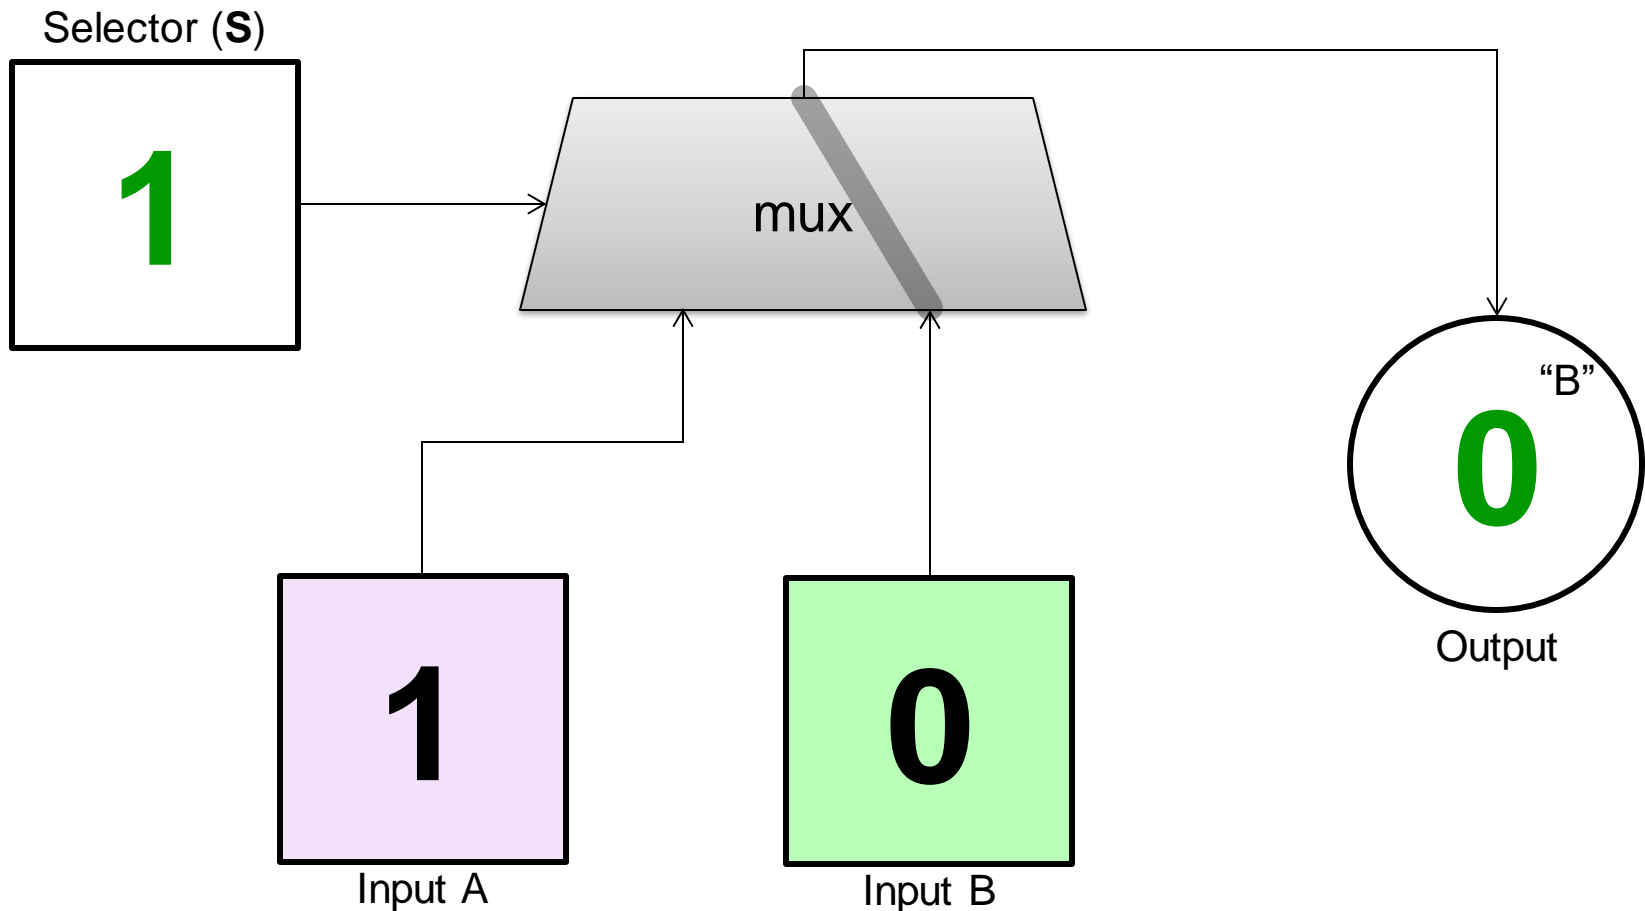 Selector (S)
1
mux
“B”
0
Output
1
0
Input A
Input B